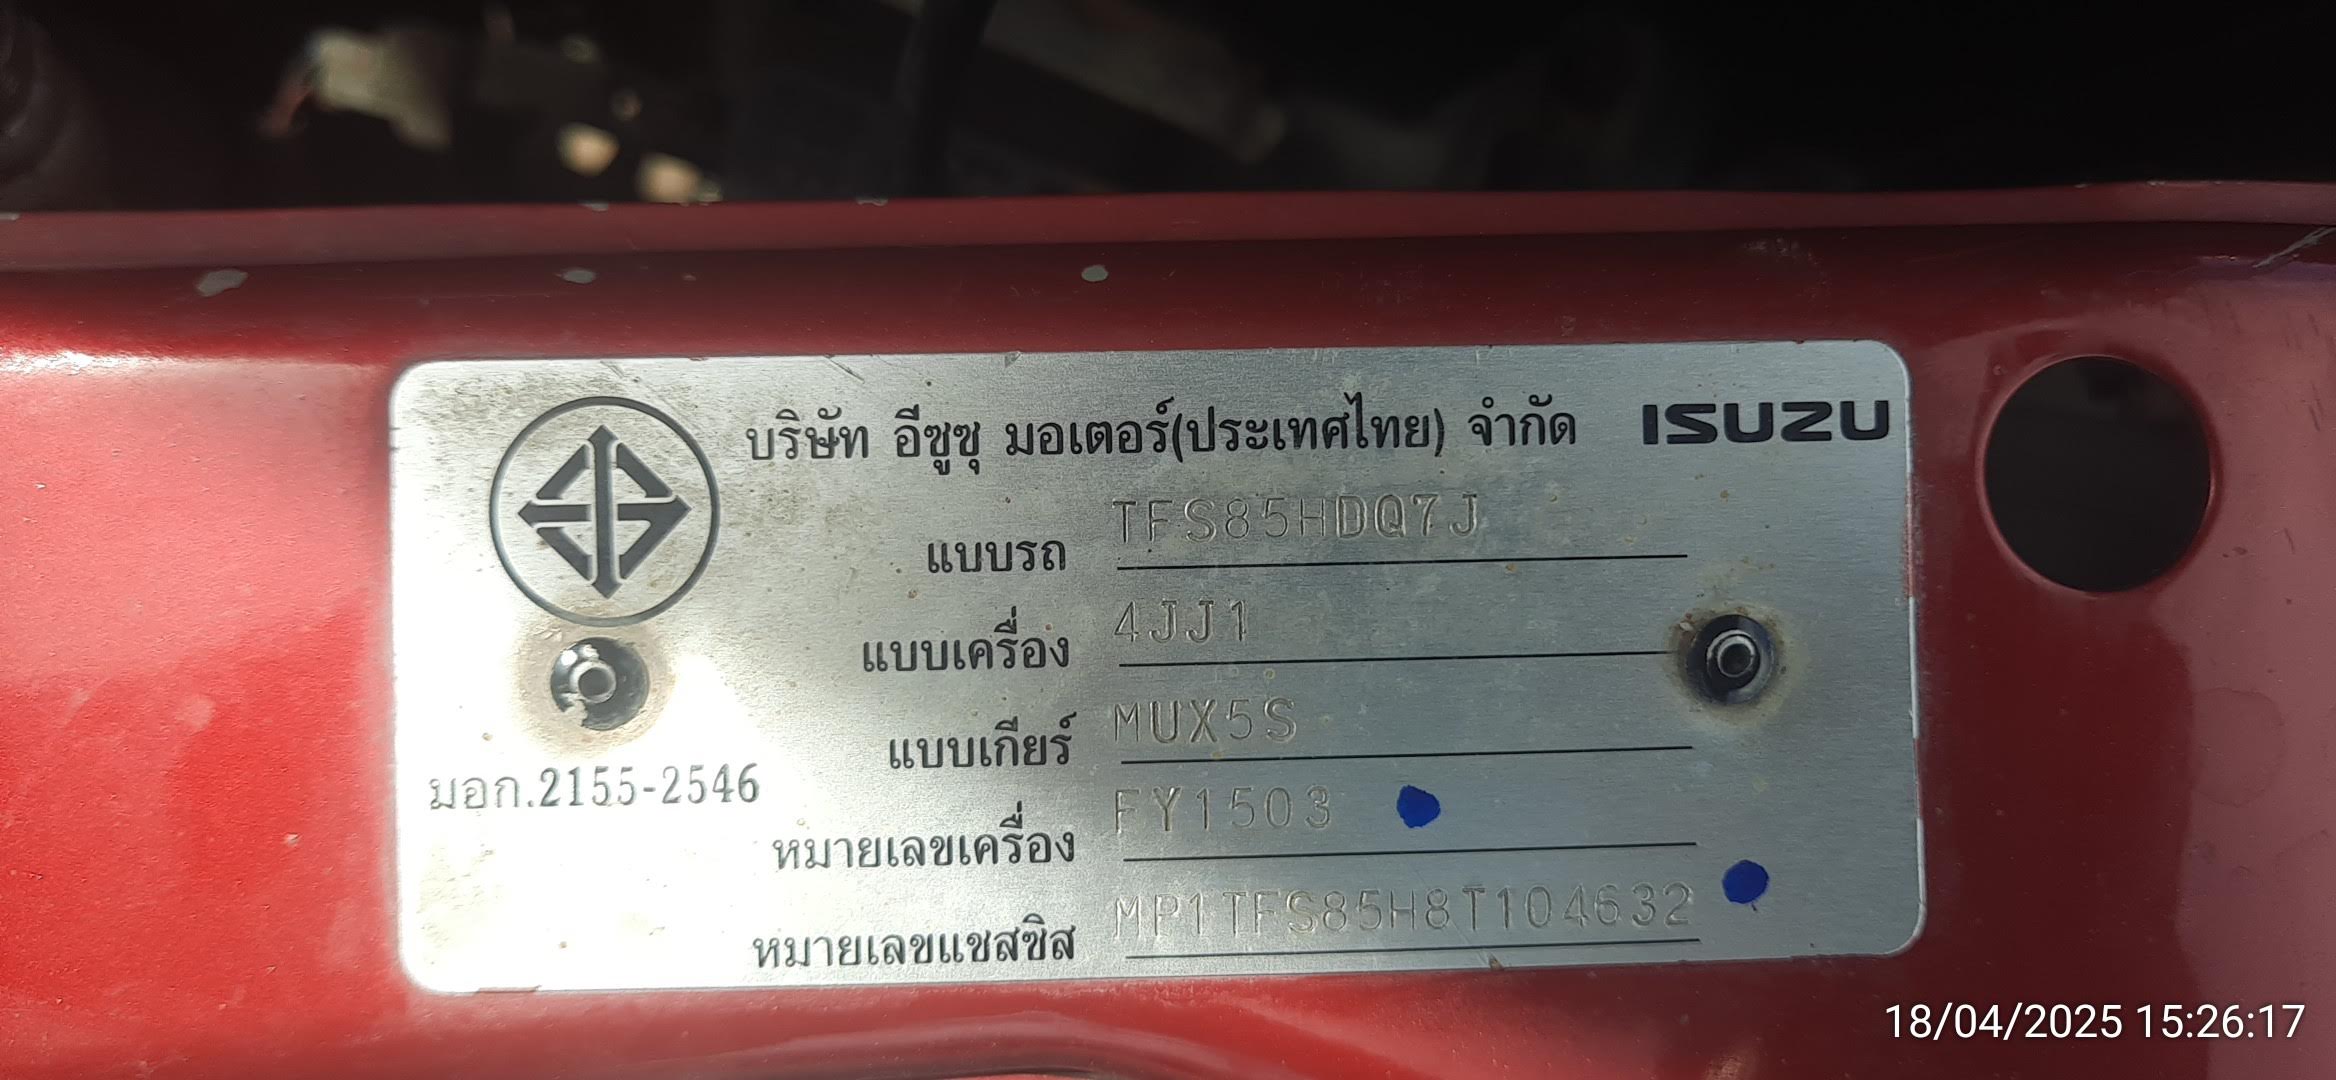 บริษัท อีซูซุ มอเตอร์(ประเทศไทย) จำกัด ISUZU
แบบรถ TFS85HDQ7J
แบบเครื่อง 4JJ1
แบบเกียร์ MUX5S
มอก.2155-2546
หมายเลขเครื่อง FY1503
หมายเลขแชสซิส MP1TFS85H8T104632
18/04/2025 15:26:17